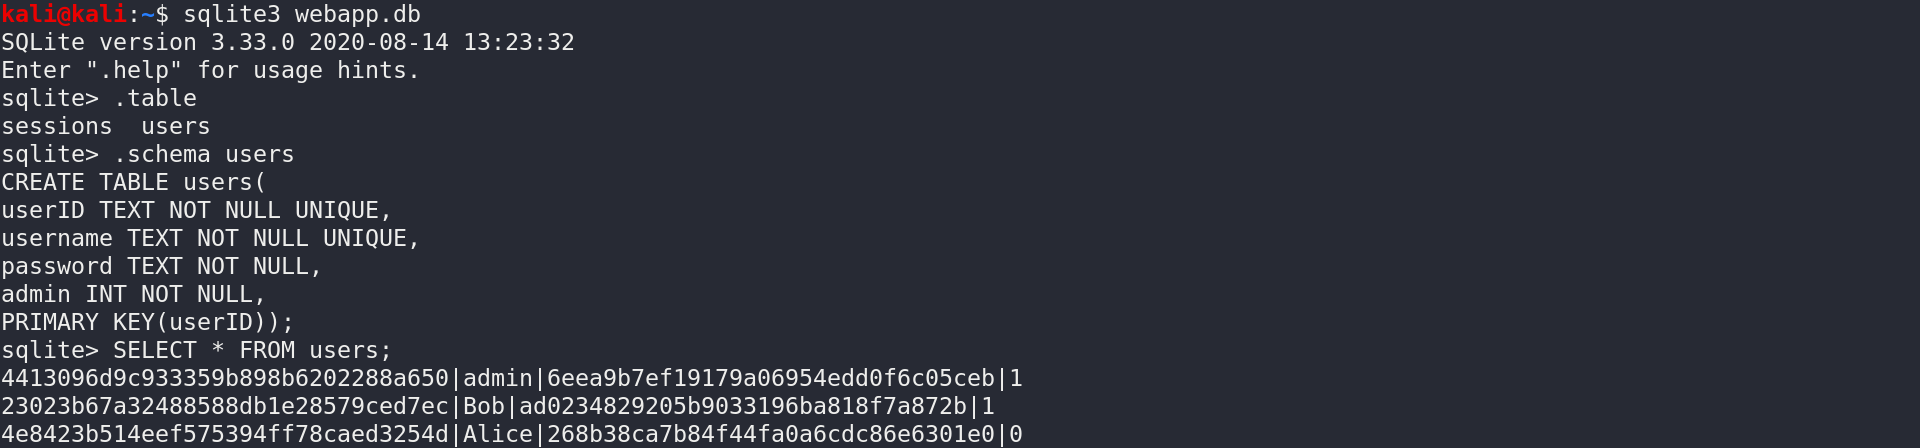 kali@kali:~$ sqlite3 webapp.db
SQLite version 3.33.0 2020-08-14 13:23:32
Enter ".help" for usage hints.
sqlite> .table
sessions  users
sqlite> .schema users
CREATE TABLE users(
userID TEXT NOT NULL UNIQUE,
username TEXT NOT NULL UNIQUE,
password TEXT NOT NULL,
admin INT NOT NULL,
PRIMARY KEY(userID));
sqlite> SELECT * FROM users;
4413096d9c933359b898b6202288a650|admin|6eea9b7ef19179a06954edd0f6c05ceb|1
23023b67a32488588db1e28579ced7ec|Bob|ad0234829205b9033196ba818f7a872b|1
4e8423b514eef575394ff78caed3254d|Alice|268b38ca7b84f44fa0a6cdc86e6301e0|0